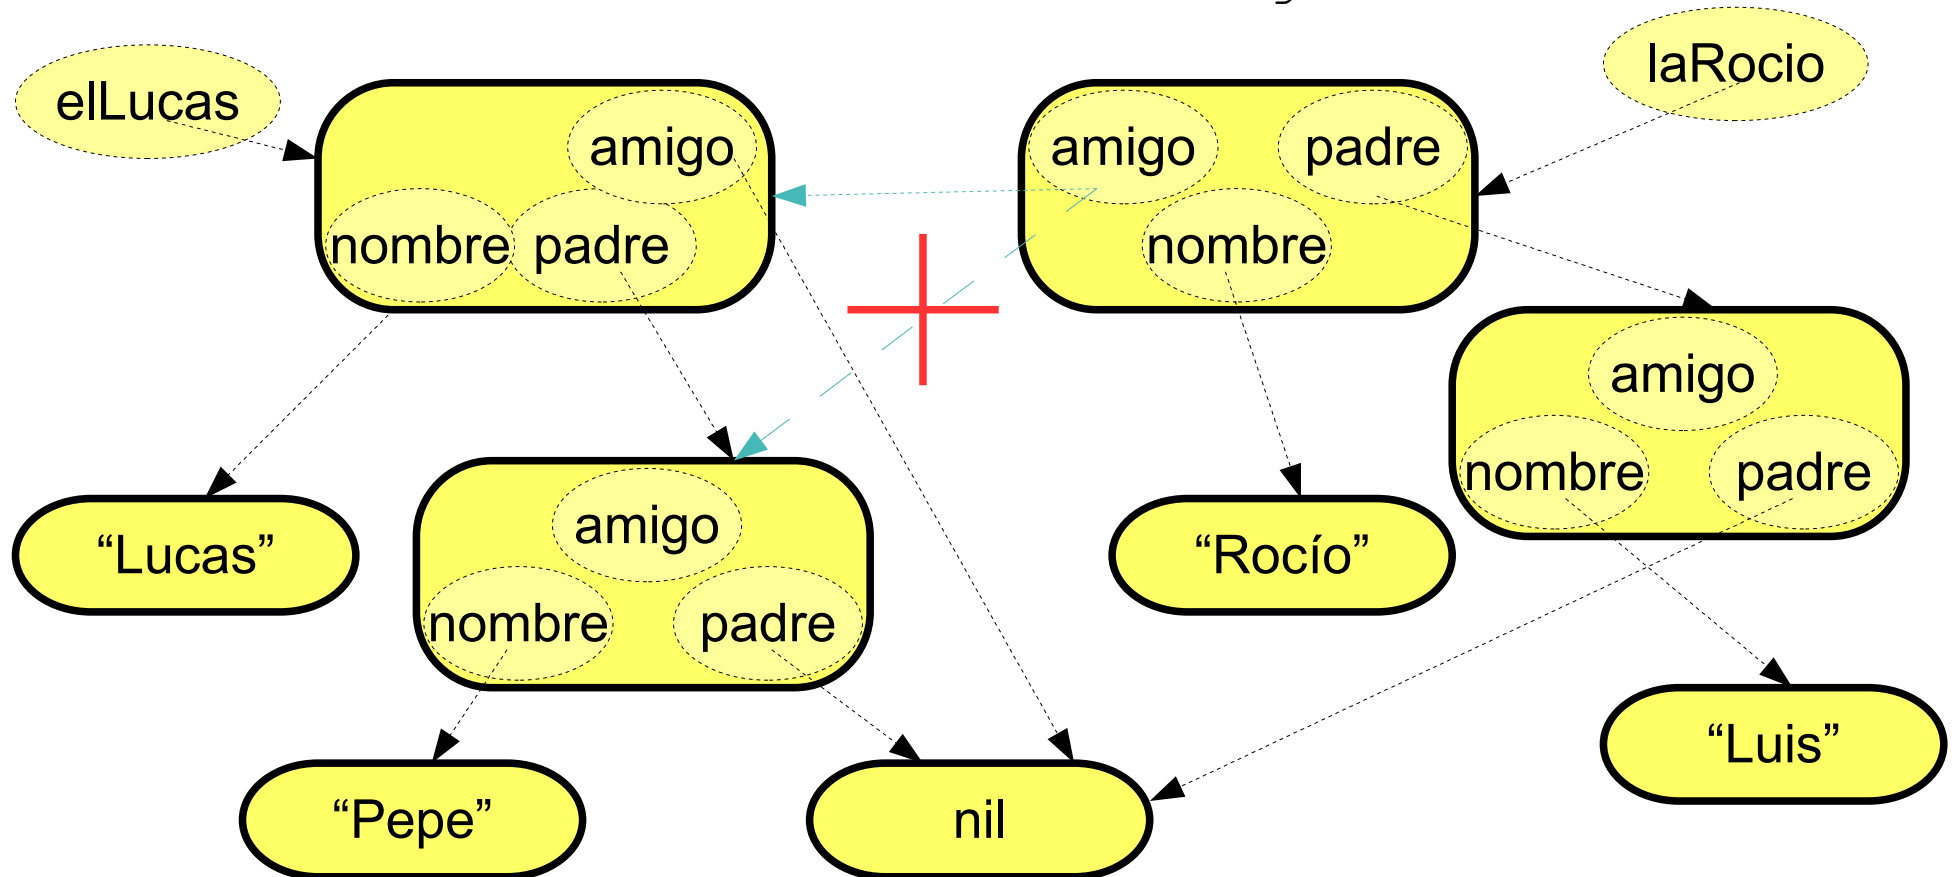 elLucas
laRocio
amigo
nombre
padre
amigo
padre
nombre
amigo
nombre
padre
“Lucas”
amigo
nombre
padre
“Rocío”
“Luis”
“Pepe”
nil